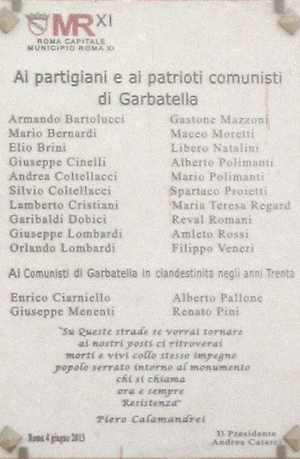 MR XI
ROMA CAPITALE
MUNICIPIO ROMA XI
Ai partigiani e ai patrioti comunisti
di Garbatella
Armando Bartolucci
Mario Bernardi
Elio Brini
Giuseppe Cinelli
Andrea Coltellacci
Silvio Coltellacci
Lamberto Cristiani
Garibaldi Dobici
Giuseppe Lombardi
Orlando Lombardi
Gastone Mazzoni
Maceo Moretti
Libero Natalini
Alberto Polimanti
Mario Polimanti
Spartaco Proietti
Maria Teresa Regard
Reval Romani
Amleto Rossi
Filippo Veneri
Ai Comunisti di Garbatella in clandestinità negli anni Trenta
Enrico Ciarniello
Giuseppe Menenti
Alberto Pallone
Renato Pini
"Su Queste strade se vorrai tornare
ai nostri posti ci ritroverai
morti e vivi collo stesso impegno
popolo serrato intorno al monumento
chi si chiama
ora e sempre
Resistenza"
Piero Calamandrei
Roma 4 giugno 2013
Il Presidente
Andrea Catarci